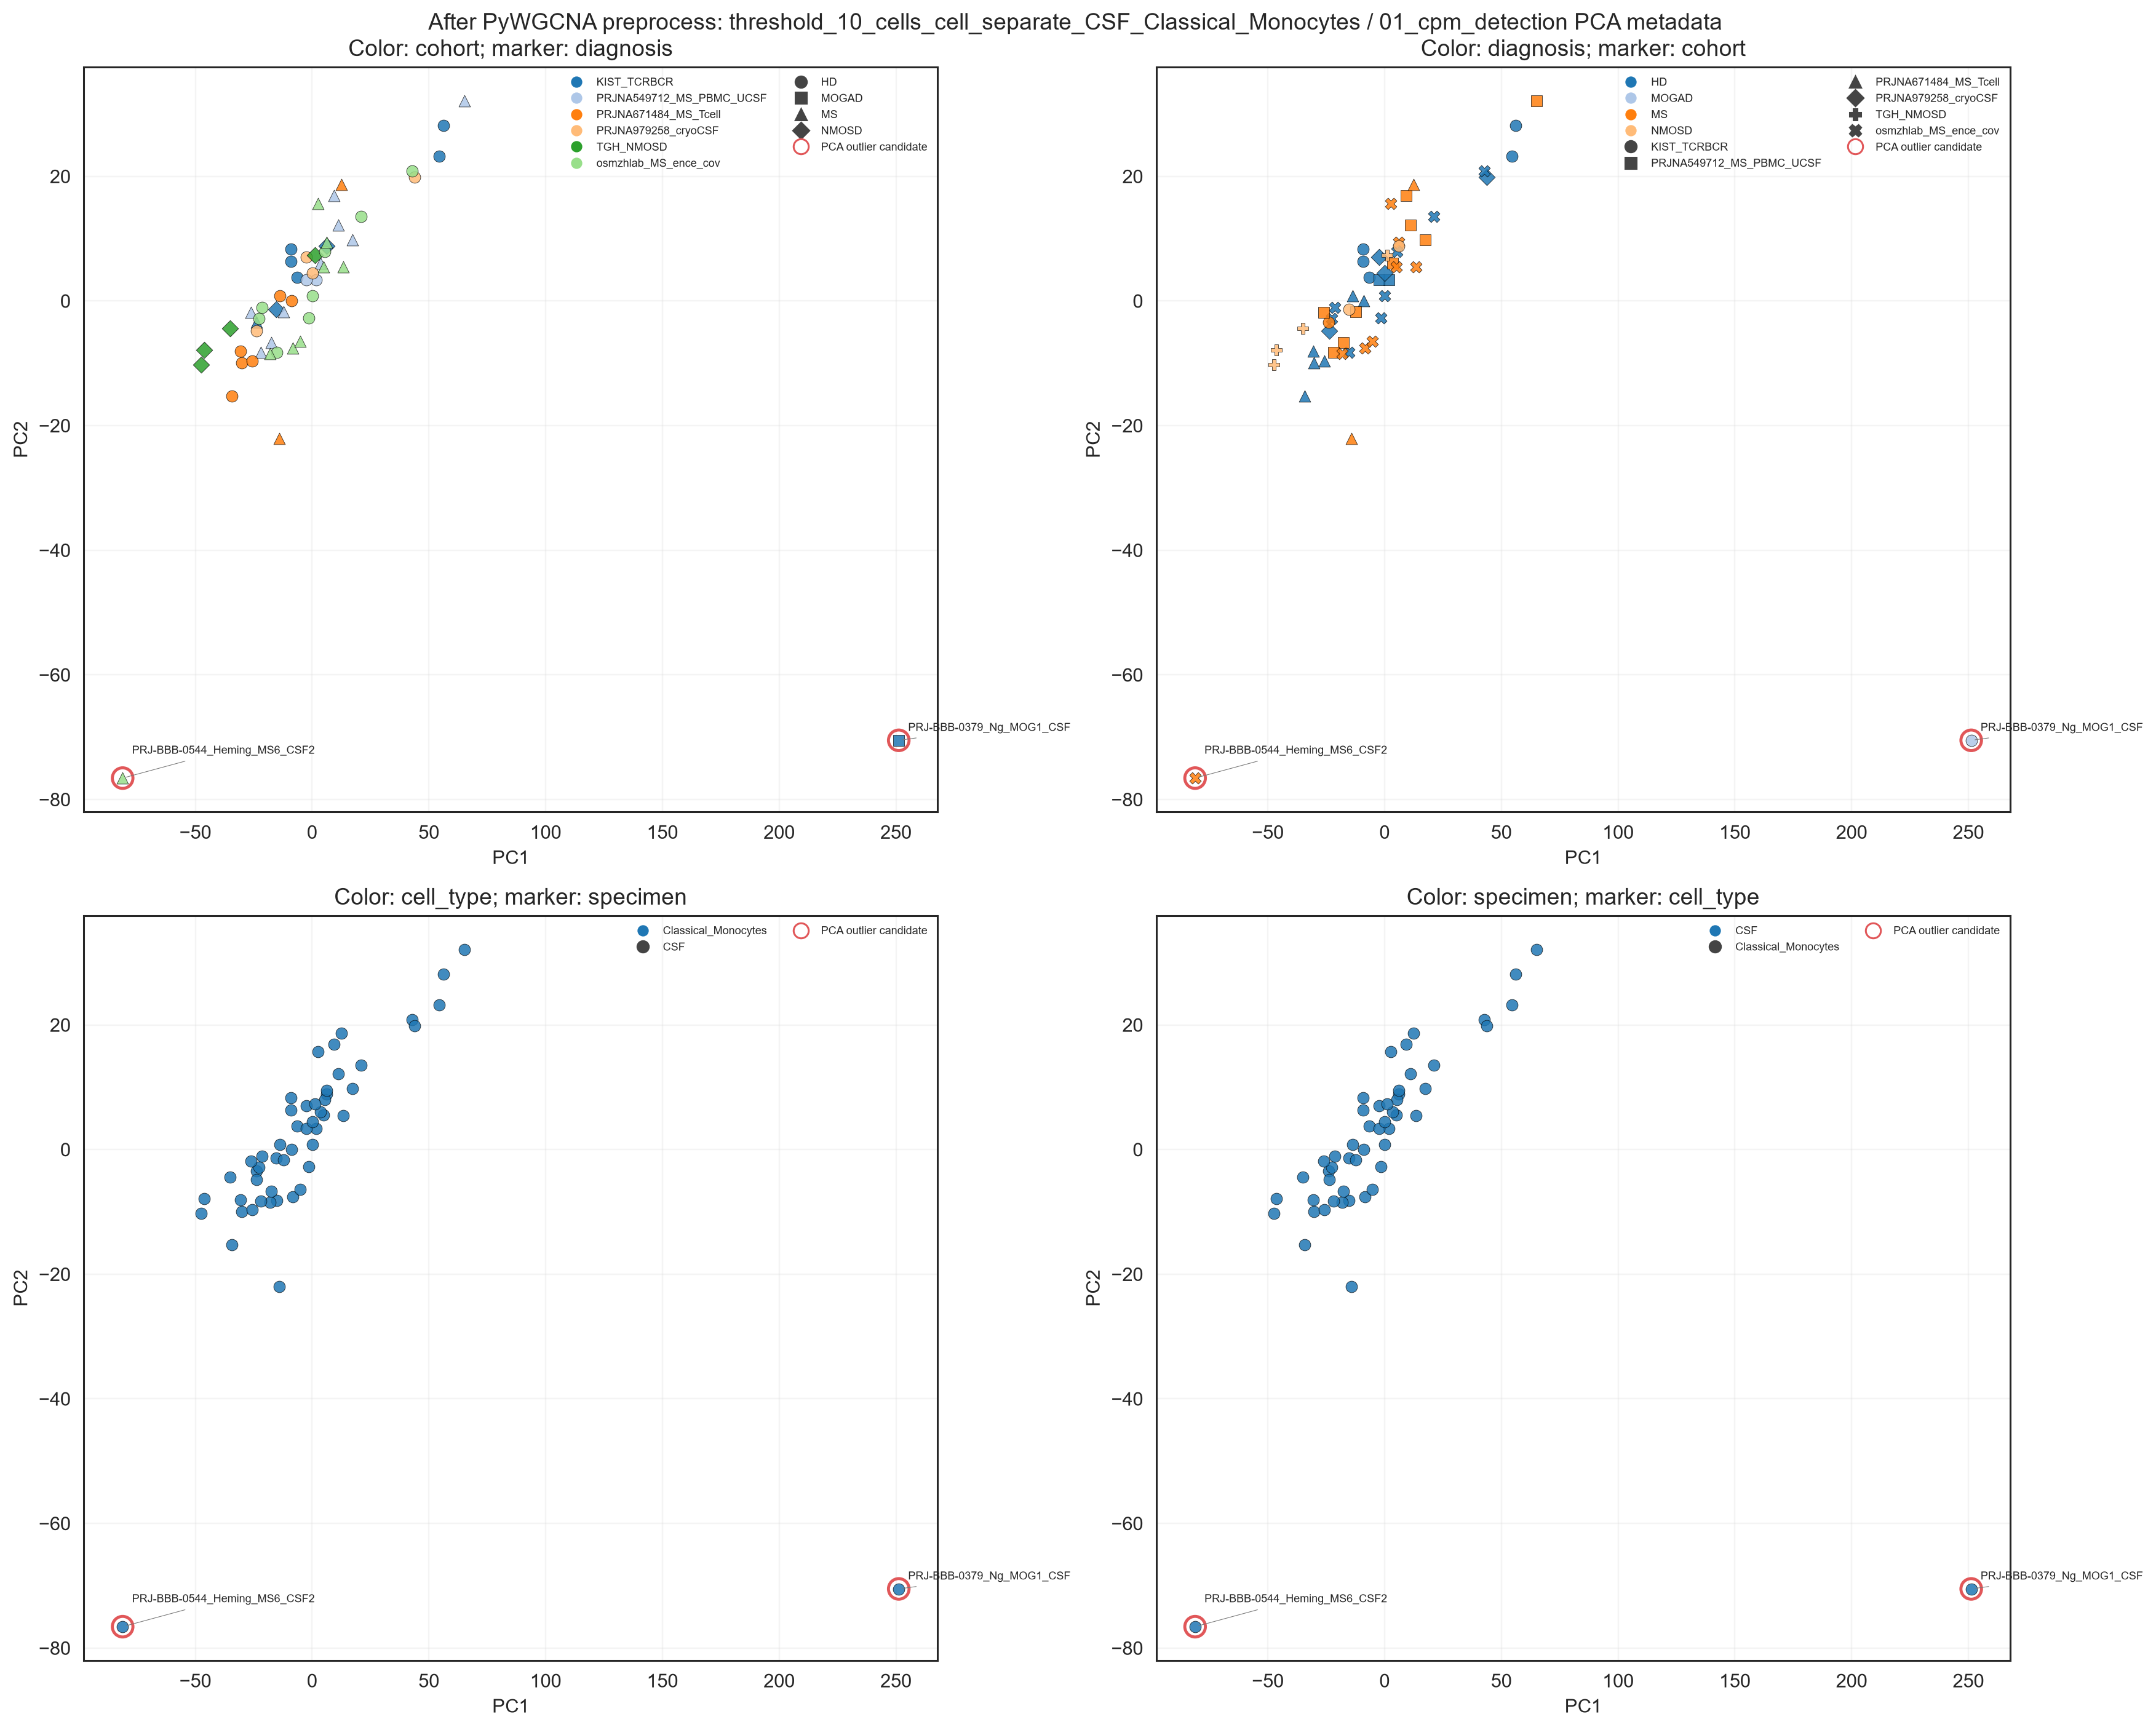 After PyWGCNA preprocess: threshold_10_cells_cell_separate_CSF_Classical_Monocytes / 01_cpm_detection PCA metadata
Color: cohort; marker: diagnosis
KIST_TCRBCR
PRJNA549712_MS_PBMC_UCSF
PRJNA671484_MS_Tcell
PRJNA979258_cryoCSF
TGH_NMOSD
osmzhlab_MS_ence_cov
HD
MOGAD
MS
NMOSD
PCA outlier candidate
20
0
−20
−40
−60
−80
PC2
PRJ-BBB-0544_Heming_MS6_CSF2
PRJ-BBB-0379_Ng_MOG1_CSF
−50 0 50 100 150 200 250
PC1
Color: diagnosis; marker: cohort
HD
MOGAD
MS
NMOSD
KIST_TCRBCR
PRJNA549712_MS_PBMC_UCSF
PRJNA671484_MS_Tcell
PRJNA979258_cryoCSF
TGH_NMOSD
osmzhlab_MS_ence_cov
PCA outlier candidate
20
0
−20
−40
−60
−80
PC2
PRJ-BBB-0544_Heming_MS6_CSF2
PRJ-BBB-0379_Ng_MOG1_CSF
−50 0 50 100 150 200 250
PC1
Color: cell_type; marker: specimen
Classical_Monocytes
CSF
PCA outlier candidate
20
0
−20
−40
−60
−80
PC2
PRJ-BBB-0544_Heming_MS6_CSF2
PRJ-BBB-0379_Ng_MOG1_CSF
−50 0 50 100 150 200 250
PC1
Color: specimen; marker: cell_type
CSF
Classical_Monocytes
PCA outlier candidate
20
0
−20
−40
−60
−80
PC2
PRJ-BBB-0544_Heming_MS6_CSF2
PRJ-BBB-0379_Ng_MOG1_CSF
−50 0 50 100 150 200 250
PC1